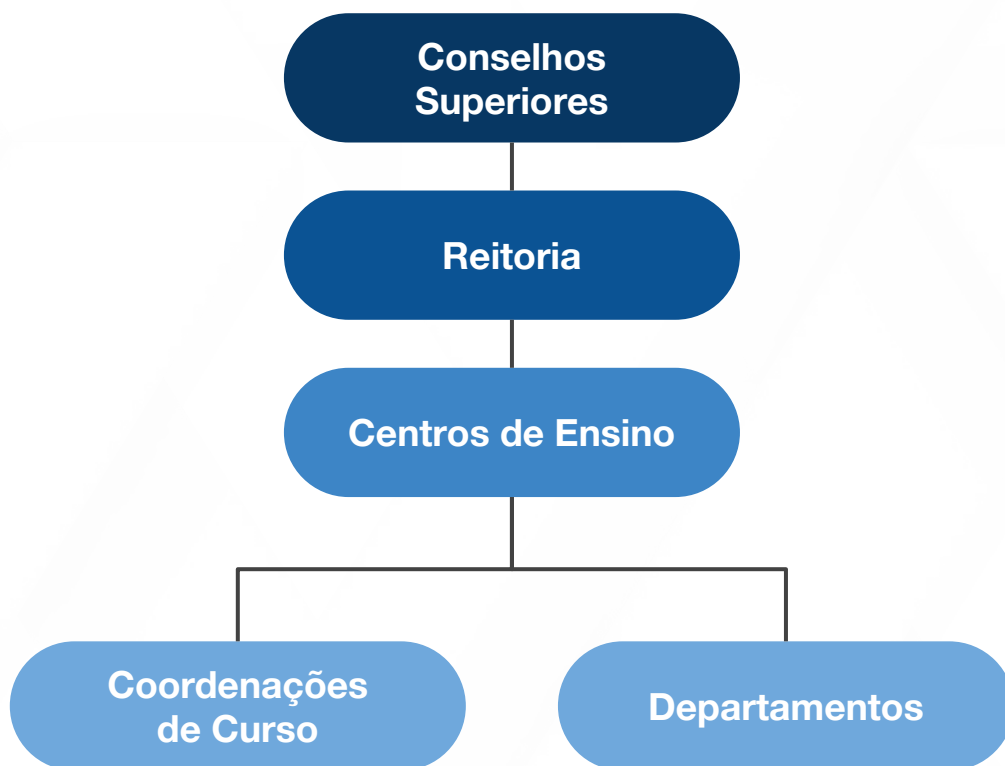 Conselhos
Superiores
Reitoria
Centros de Ensino
Coordenações
de Curso
Departamentos